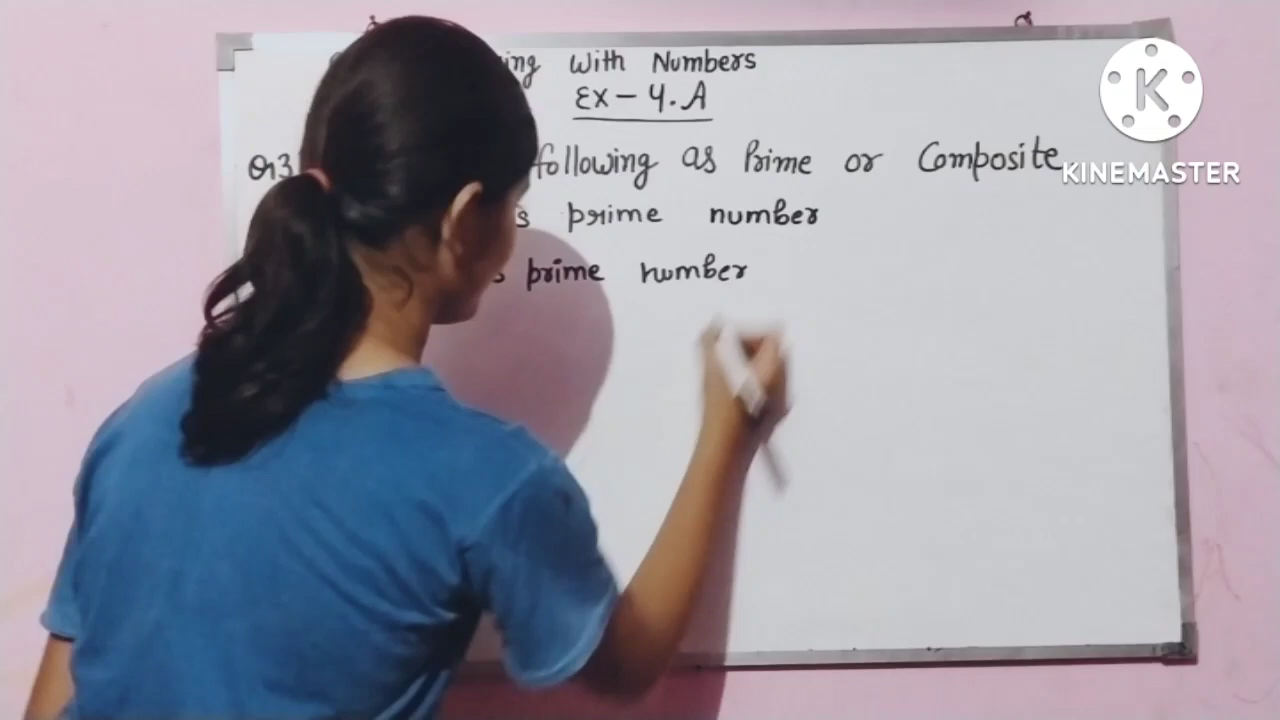 With Numbers
Ex - 4.A
Q3 following as Prime or Composite
prime number
prime number
K
KINEMASTER